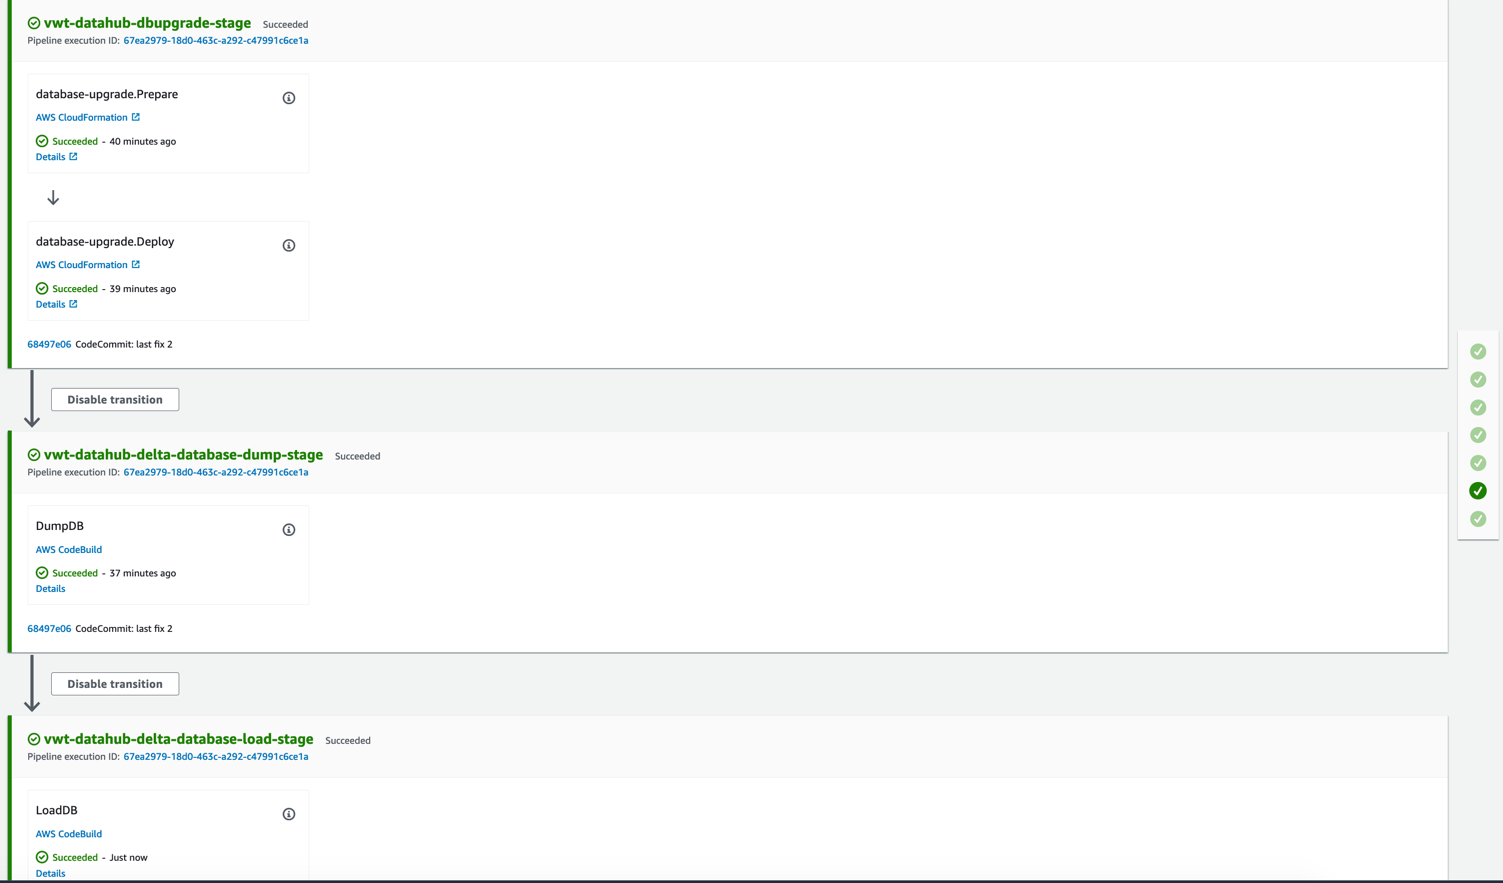 vwt-datahub-dbupgrade-stage Succeeded
Pipeline execution ID: 67ea2979-18d0-463c-a292-c47991c6ce1a
database-upgrade.Prepare
AWS CloudFormation
Succeeded - 40 minutes ago
Details
database-upgrade.Deploy
AWS CloudFormation
Succeeded - 39 minutes ago
Details
68497e06 CodeCommit: last fix 2
Disable transition
vwt-datahub-delta-database-dump-stage Succeeded
Pipeline execution ID: 67ea2979-18d0-463c-a292-c47991c6ce1a
DumpDB
AWS CodeBuild
Succeeded - 37 minutes ago
Details
68497e06 CodeCommit: last fix 2
Disable transition
vwt-datahub-delta-database-load-stage Succeeded
Pipeline execution ID: 67ea2979-18d0-463c-a292-c47991c6ce1a
LoadDB
AWS CodeBuild
Succeeded - Just now
Details